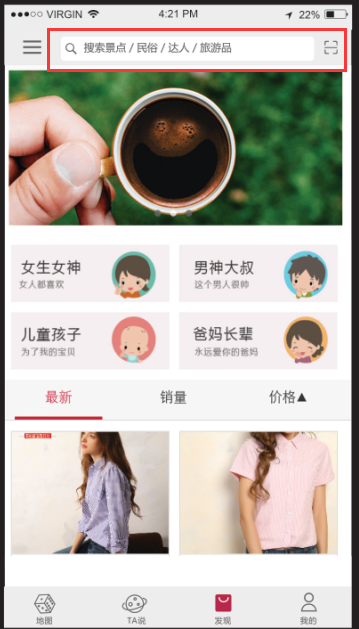 VIRGIN 4:21 PM 22%
搜索景点 / 民俗 / 达人 / 旅游品
女生女神 男神大叔
女人都喜欢 这个男人很帅
儿童孩子 爸妈长辈
为了我的宝贝 永远爱你的爸妈
最新 销量 价格▲
地图 TA说 发现 我的